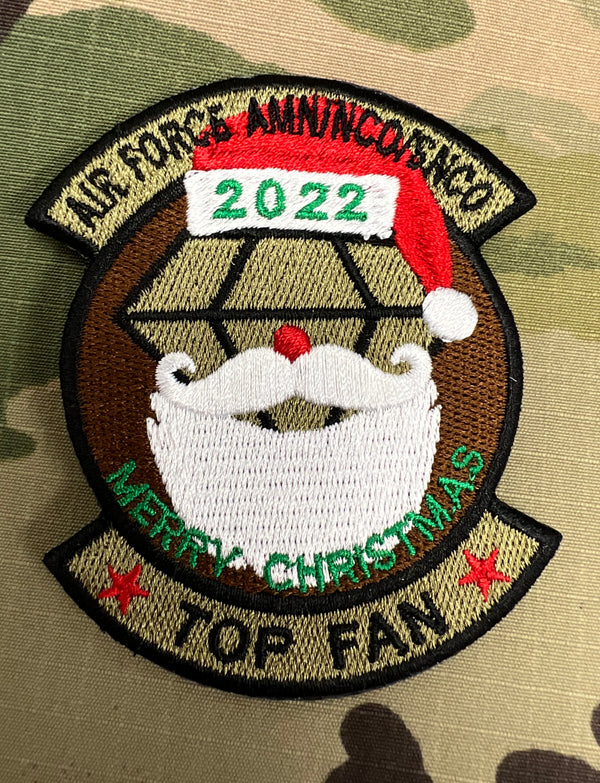 AIR FORCE AMN/NCO/SNCO
2022
MERRY CHRISTMAS
TOP FAN